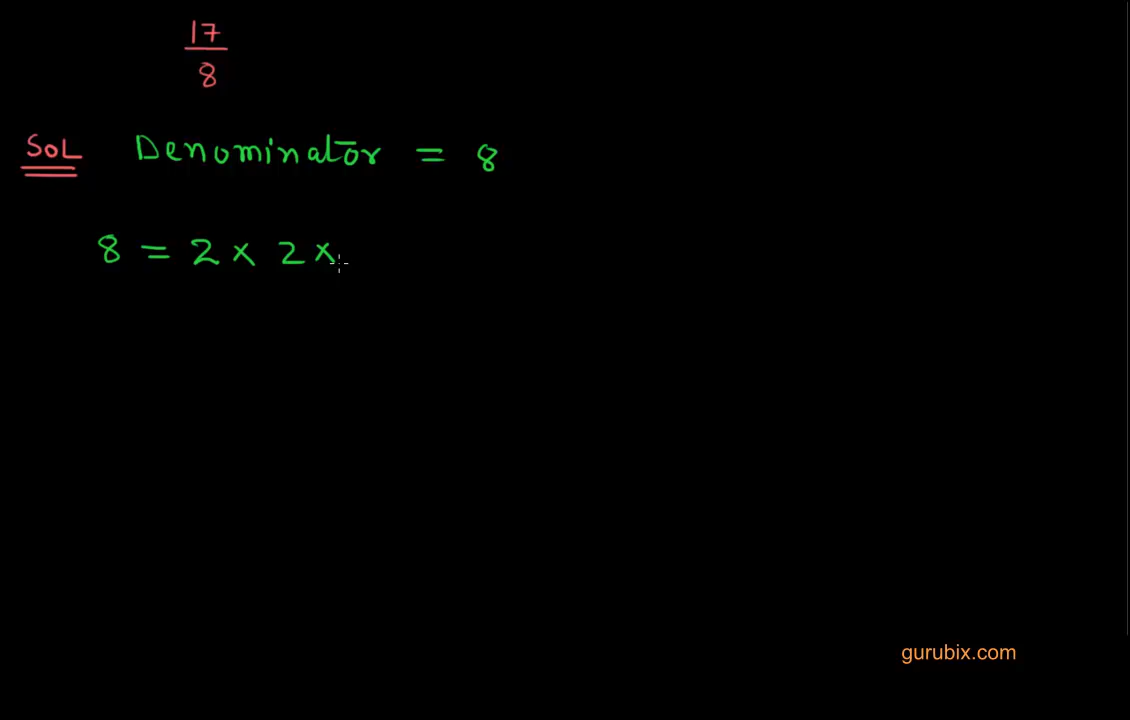 17
8
SOL Denominator = 8
8 = 2 × 2 ×
gurubix.com